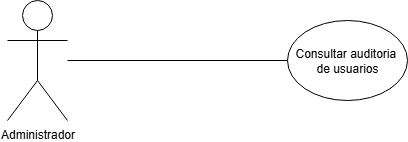 Consultar auditoria
de usuarios
Administrador